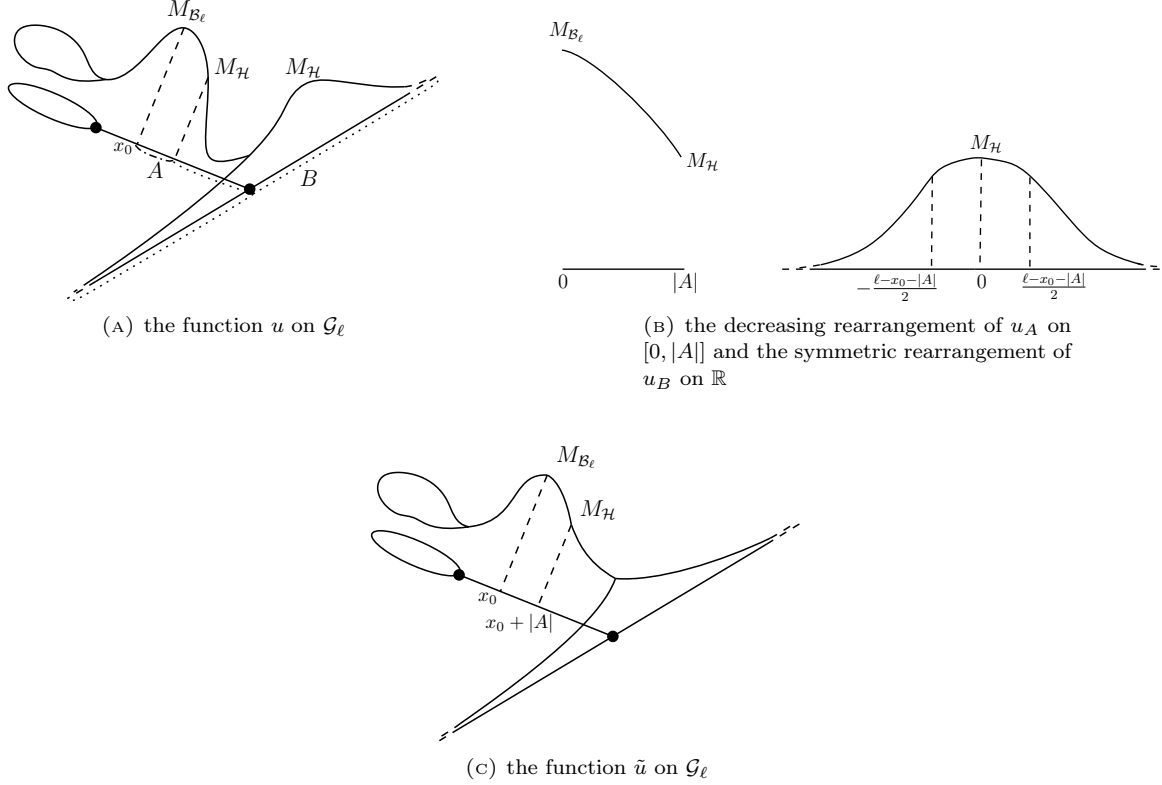 M_{\mathcal{B}_\ell}
M_{\mathcal{H}}
M_{\mathcal{H}}
x_0
A
B
(A) the function u on \mathcal{G}_\ell
M_{\mathcal{B}_\ell}
M_{\mathcal{H}}
0
|A|
M_{\mathcal{H}}
-\frac{\ell-x_0-|A|}{2}
0
\frac{\ell-x_0-|A|}{2}
(B) the decreasing rearrangement of u_A on
[0, |A|] and the symmetric rearrangement of
u_B on ℝ
M_{\mathcal{B}_\ell}
M_{\mathcal{H}}
x_0
x_0 + |A|
(C) the function \tilde{u} on \mathcal{G}_\ell